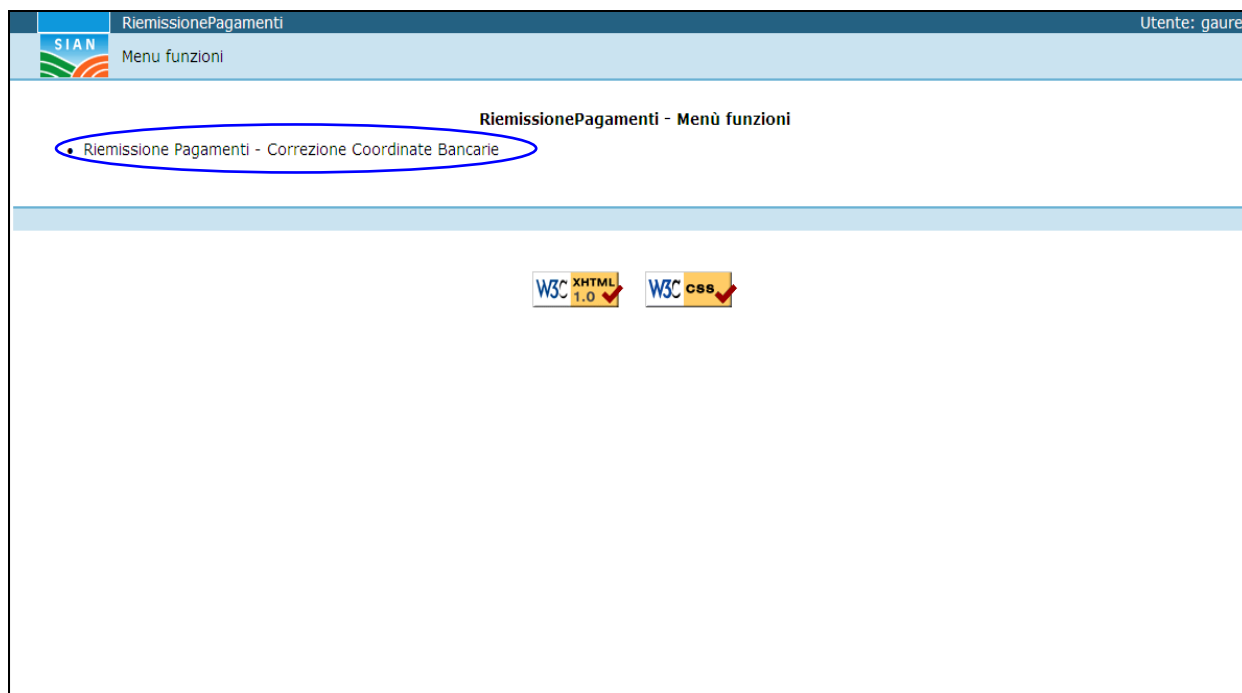 RiemissionePagamenti
Utente: gaure
SIAN
Menu funzioni
RiemissionePagamenti - Menù funzioni
• Riemissione Pagamenti - Correzione Coordinate Bancarie
W3C XHTML 1.0
W3C css